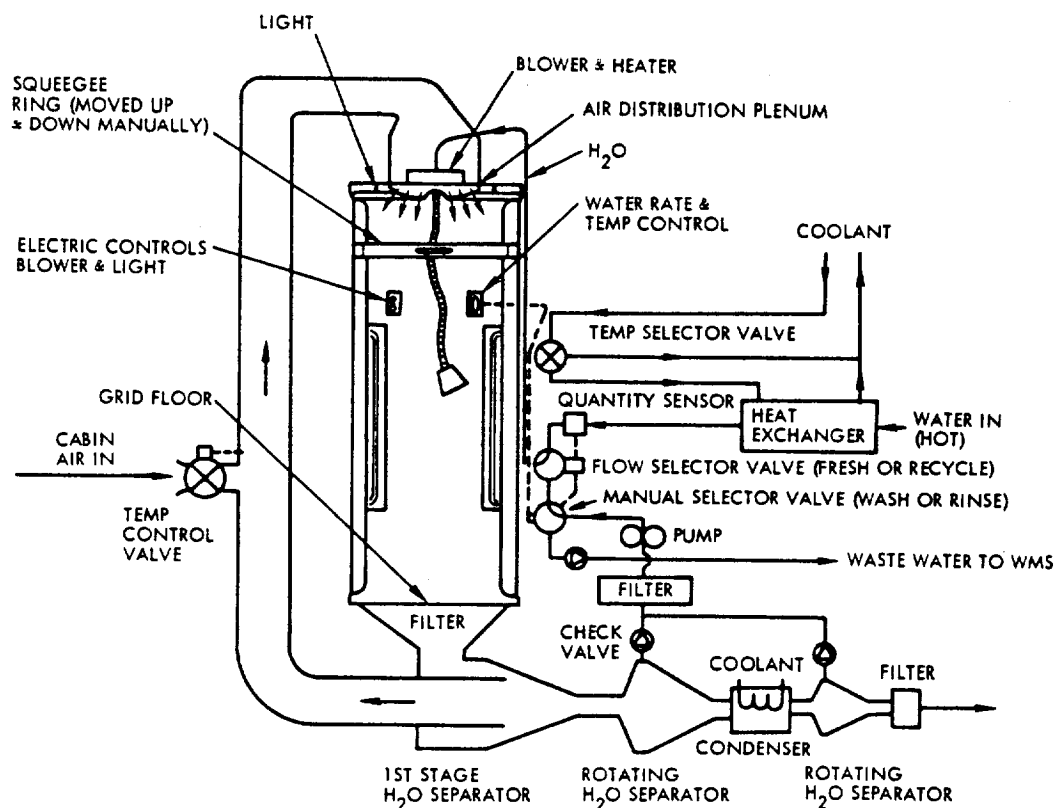 LIGHT
BLOWER & HEATER
SQUEEGEE
RING (MOVED UP
& DOWN MANUALLY)
AIR DISTRIBUTION PLENUM
H₂O
WATER RATE &
TEMP CONTROL
COOLANT
ELECTRIC CONTROLS
BLOWER & LIGHT
TEMP SELECTOR VALVE
GRID FLOOR
QUANTITY SENSOR
HEAT
EXCHANGER
WATER IN
(HOT)
CABIN
AIR IN
FLOW SELECTOR VALVE (FRESH OR RECYCLE)
MANUAL SELECTOR VALVE (WASH OR RINSE)
TEMP
CONTROL
VALVE
PUMP
WASTE WATER TO WMS
FILTER
FILTER
CHECK
VALVE
COOLANT
FILTER
CONDENSER
1ST STAGE
H₂O SEPARATOR
ROTATING
H₂O SEPARATOR
ROTATING
H₂O SEPARATOR